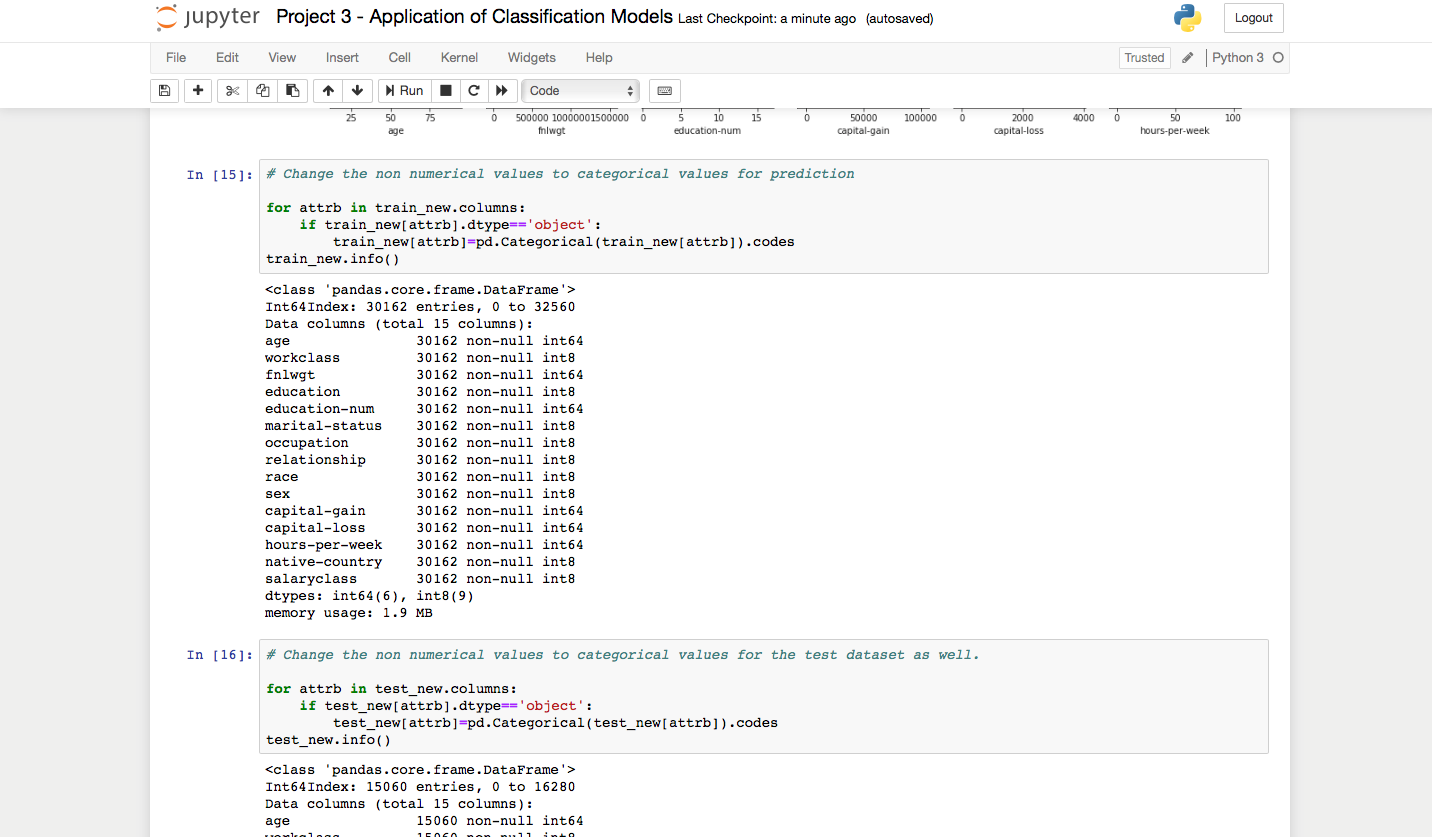 jupyter Project 3 - Application of Classification Models Last Checkpoint: a minute ago (autosaved) Logout
File Edit View Insert Cell Kernel Widgets Help Trusted Python 3
Run Code
25 50 75 0 500000 1000000 1500000 0 5 10 15 0 50000 100000 0 2000 4000 0 50 100
age fnlwgt education-num capital-gain capital-loss hours-per-week
In [15]: # Change the non numerical values to categorical values for prediction
for attrb in train_new.columns:
    if train_new[attrb].dtype=='object':
        train_new[attrb]=pd.Categorical(train_new[attrb]).codes
train_new.info()
<class 'pandas.core.frame.DataFrame'>
Int64Index: 30162 entries, 0 to 32560
Data columns (total 15 columns):
age 30162 non-null int64
workclass 30162 non-null int8
fnlwgt 30162 non-null int64
education 30162 non-null int8
education-num 30162 non-null int64
marital-status 30162 non-null int8
occupation 30162 non-null int8
relationship 30162 non-null int8
race 30162 non-null int8
sex 30162 non-null int8
capital-gain 30162 non-null int64
capital-loss 30162 non-null int64
hours-per-week 30162 non-null int64
native-country 30162 non-null int8
salaryclass 30162 non-null int8
dtypes: int64(6), int8(9)
memory usage: 1.9 MB
In [16]: # Change the non numerical values to categorical values for the test dataset as well.
for attrb in test_new.columns:
    if test_new[attrb].dtype=='object':
        test_new[attrb]=pd.Categorical(test_new[attrb]).codes
test_new.info()
<class 'pandas.core.frame.DataFrame'>
Int64Index: 15060 entries, 0 to 16280
Data columns (total 15 columns):
age 15060 non-null int64
workclass 15060 non-null int8